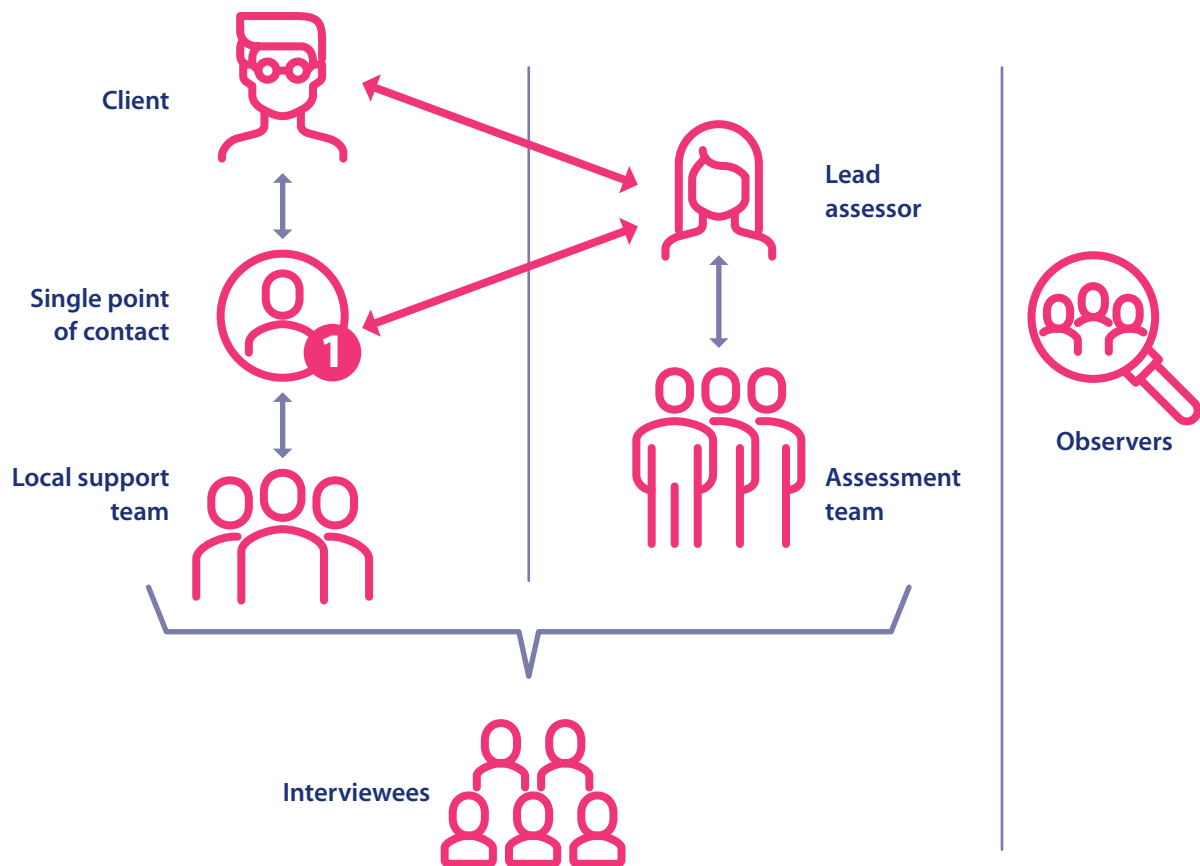 Client
Lead
assessor
Single point
of contact
1
Observers
Local support
team
Assessment
team
Interviewees